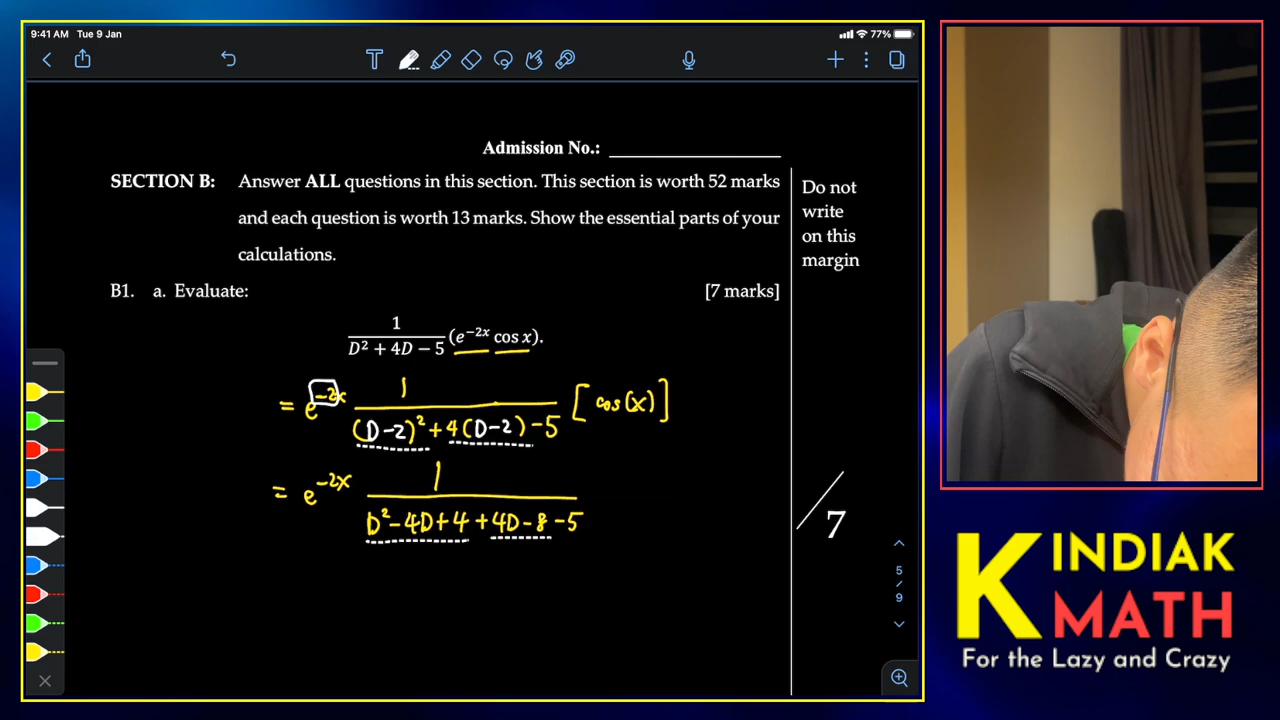 9:41 AM Tue 9 Jan
77%
Admission No.: ____________
SECTION B: Answer ALL questions in this section. This section is worth 52 marks
and each question is worth 13 marks. Show the essential parts of your
calculations.
Do not
write
on this
margin
B1. a. Evaluate: [7 marks]
1/(D² + 4D − 5) (e^(−2x) cos x).
= e^(−2x) 1/((D−2)² + 4(D−2) −5) [cos(x)]
= e^(−2x) 1/(D² − 4D + 4 + 4D − 8 − 5)
/7
5
/
9
KINDIAK
MATH
For the Lazy and Crazy